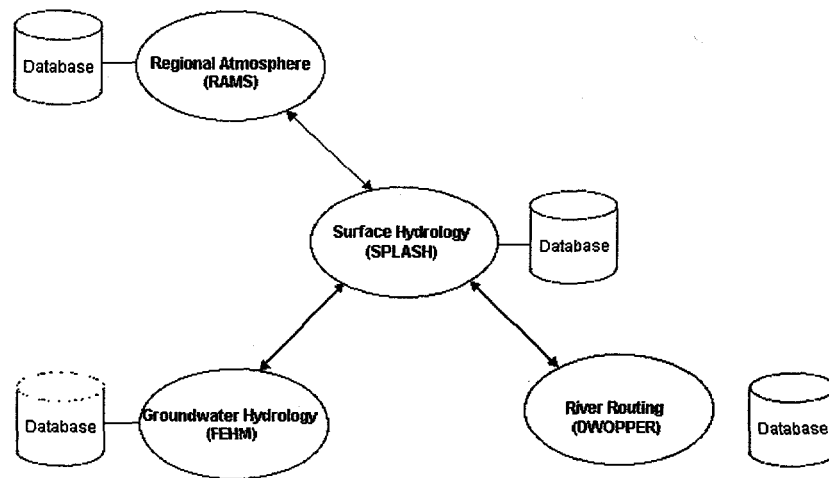 Database
Regional Atmosphere
(RAMS)
Surface Hydrology
(SPLASH)
Database
Database
Groundwater Hydrology
(FEHM)
River Routing
(DWOPPER)
Database